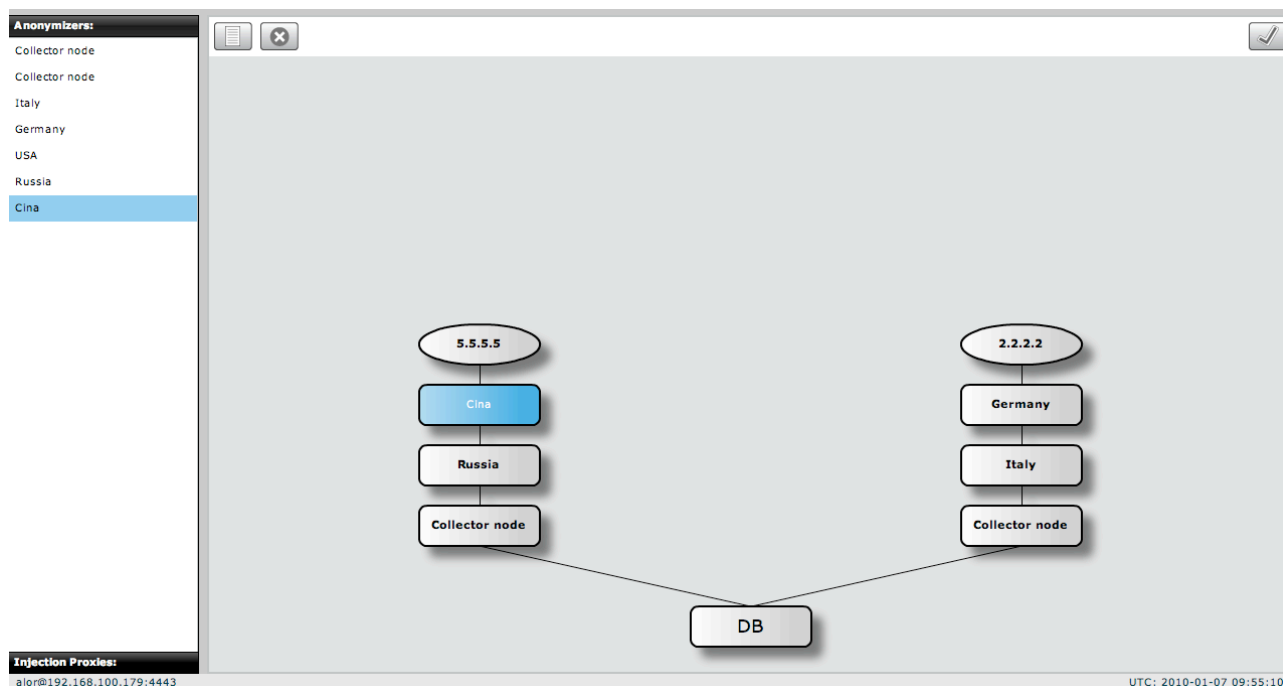 Anonymizers:
Collector node
Collector node
Italy
Germany
USA
Russia
Cina
5.5.5.5
2.2.2.2
Cina
Germany
Russia
Italy
Collector node
Collector node
DB
Injection Proxies:
alor@192.168.100.179:4443
UTC: 2010-01-07 09:55:10